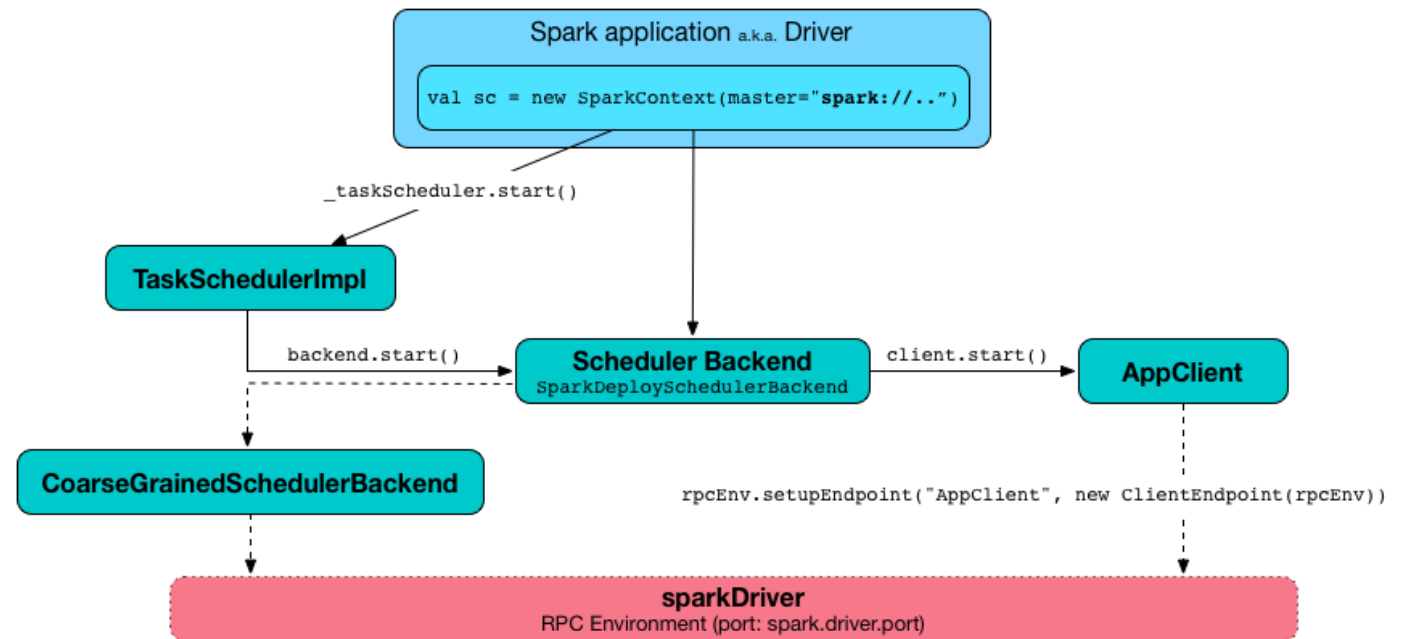 Spark application a.k.a. Driver
val sc = new SparkContext(master="spark://..”)
_taskScheduler.start()
TaskSchedulerImpl
backend.start()
Scheduler Backend
SparkDeploySchedulerBackend
client.start()
AppClient
CoarseGrainedSchedulerBackend
rpcEnv.setupEndpoint("AppClient", new ClientEndpoint(rpcEnv))
sparkDriver
RPC Environment (port: spark.driver.port)